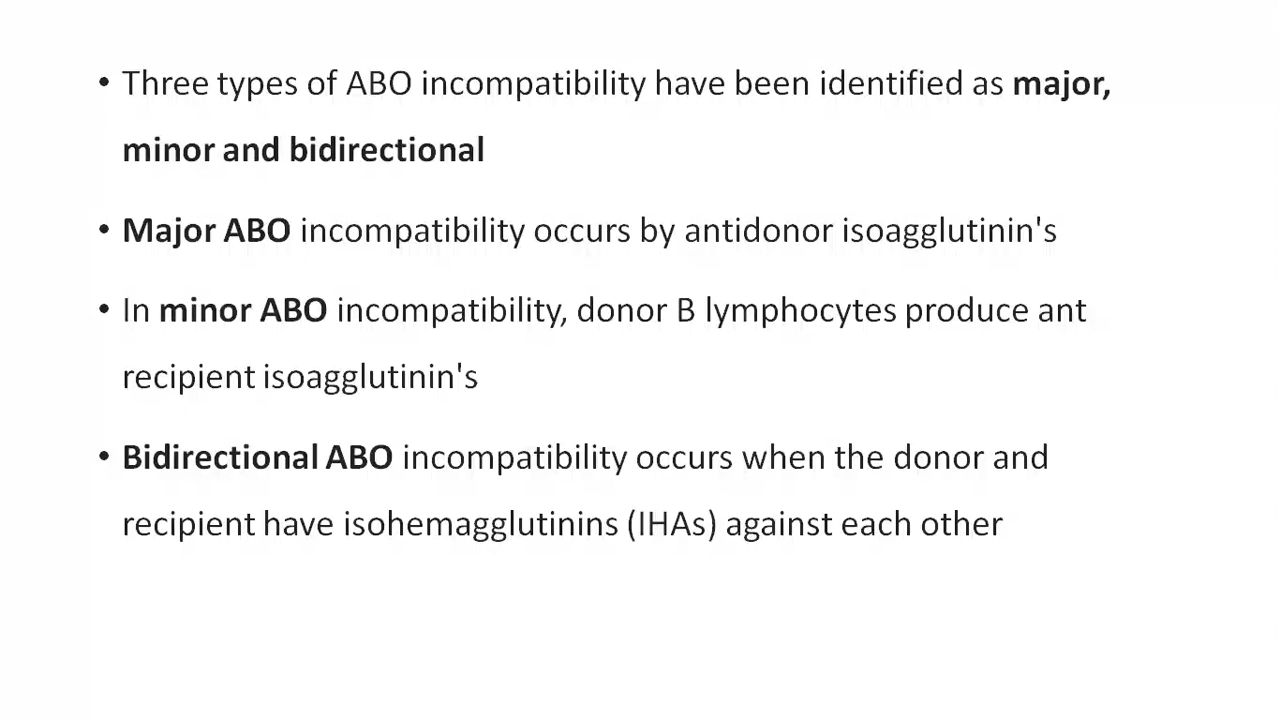 • Three types of ABO incompatibility have been identified as major,
minor and bidirectional
• Major ABO incompatibility occurs by antidonor isoagglutinin's
• In minor ABO incompatibility, donor B lymphocytes produce ant
recipient isoagglutinin's
• Bidirectional ABO incompatibility occurs when the donor and
recipient have isohemagglutinins (IHAs) against each other